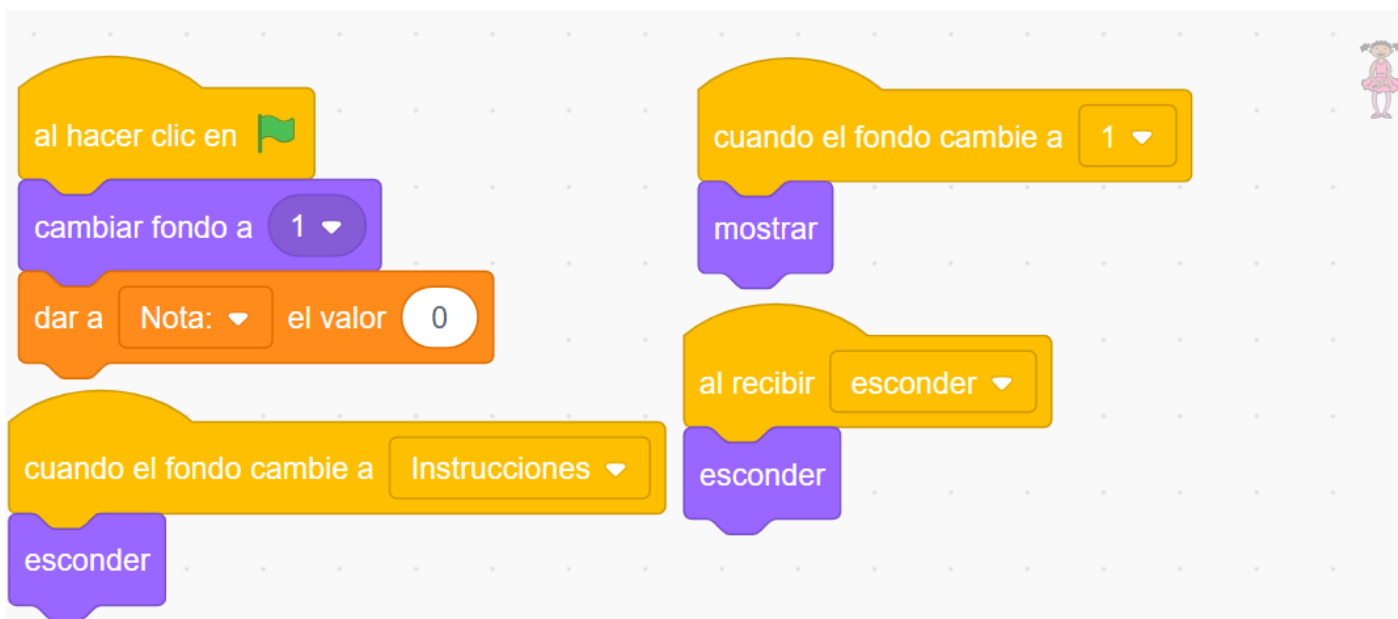 al hacer clic en
cambiar fondo a 1
dar a Nota: el valor 0
cuando el fondo cambie a Instrucciones
esconder
cuando el fondo cambie a 1
mostrar
al recibir esconder
esconder